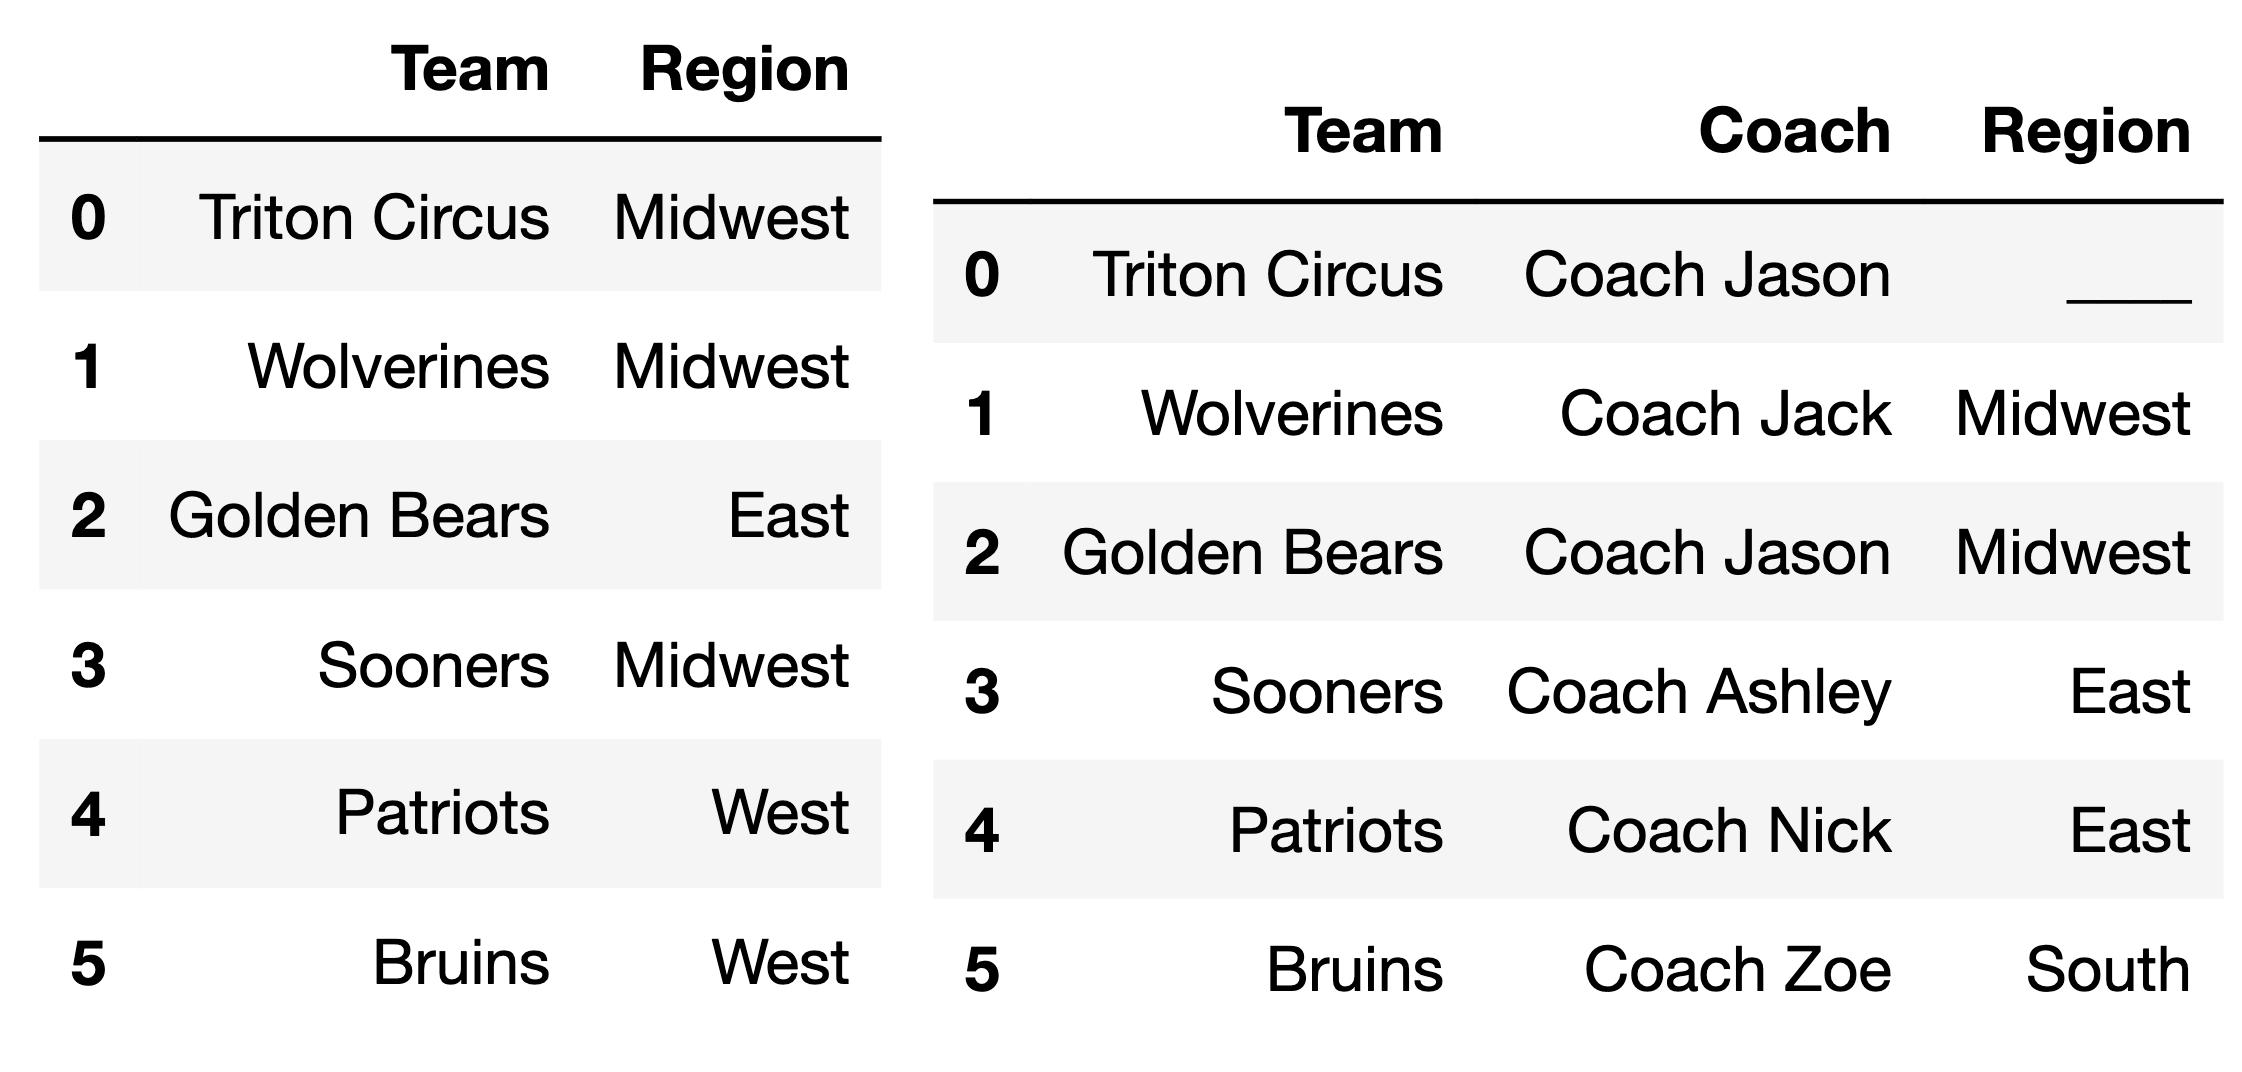 Team Region
0 Triton Circus Midwest
1 Wolverines Midwest
2 Golden Bears East
3 Sooners Midwest
4 Patriots West
5 Bruins West
Team Coach Region
0 Triton Circus Coach Jason ____
1 Wolverines Coach Jack Midwest
2 Golden Bears Coach Jason Midwest
3 Sooners Coach Ashley East
4 Patriots Coach Nick East
5 Bruins Coach Zoe South